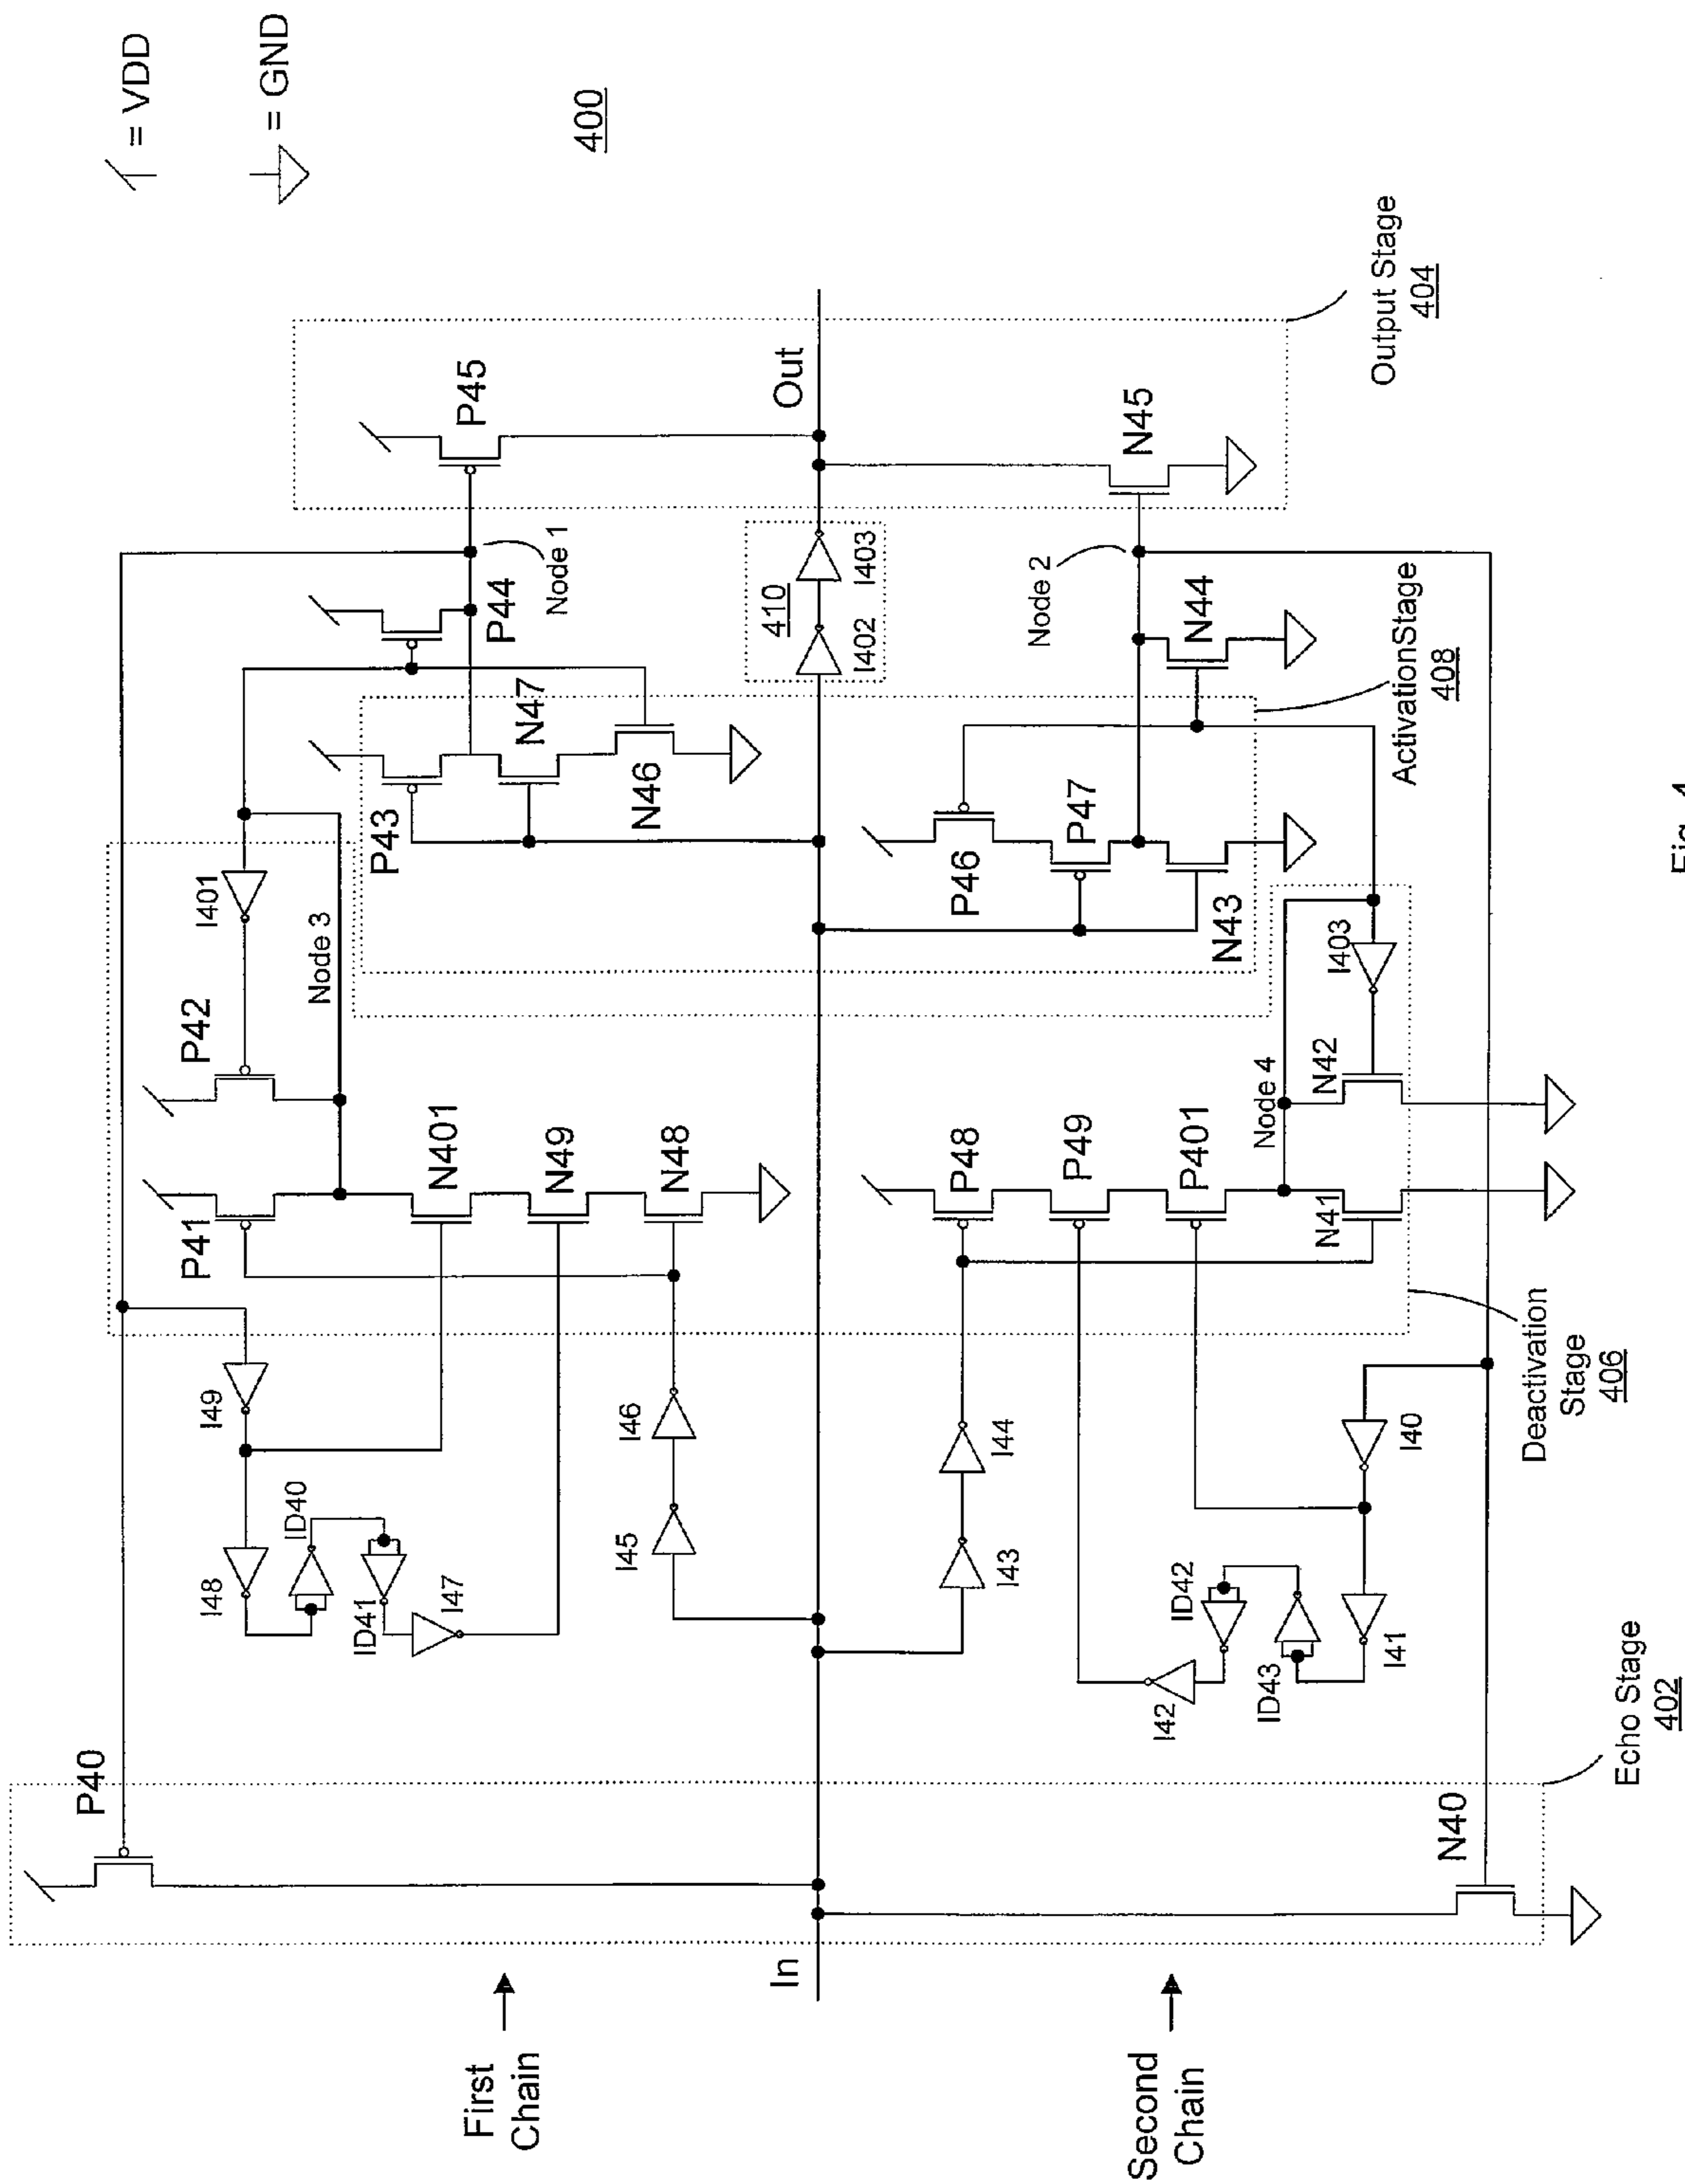 = VDD
= GND
400
P40
P41
P42
I401
I49
I48
ID40
ID41
I47
Node 3
P43
P44
P45
N401
First
Chain
N49
N47
Node 1
I45
I46
N48
N46
410
In
Out
I402
I403
I43
I44
P48
P46
P49
P47
Node 2
N45
Second
Chain
I42
ID42
P401
N44
N43
Node 4
ID43
N41
N42
I403
I41
I40
N40
Output Stage
404
ActivationStage
408
Deactivation
Stage
406
Echo Stage
402